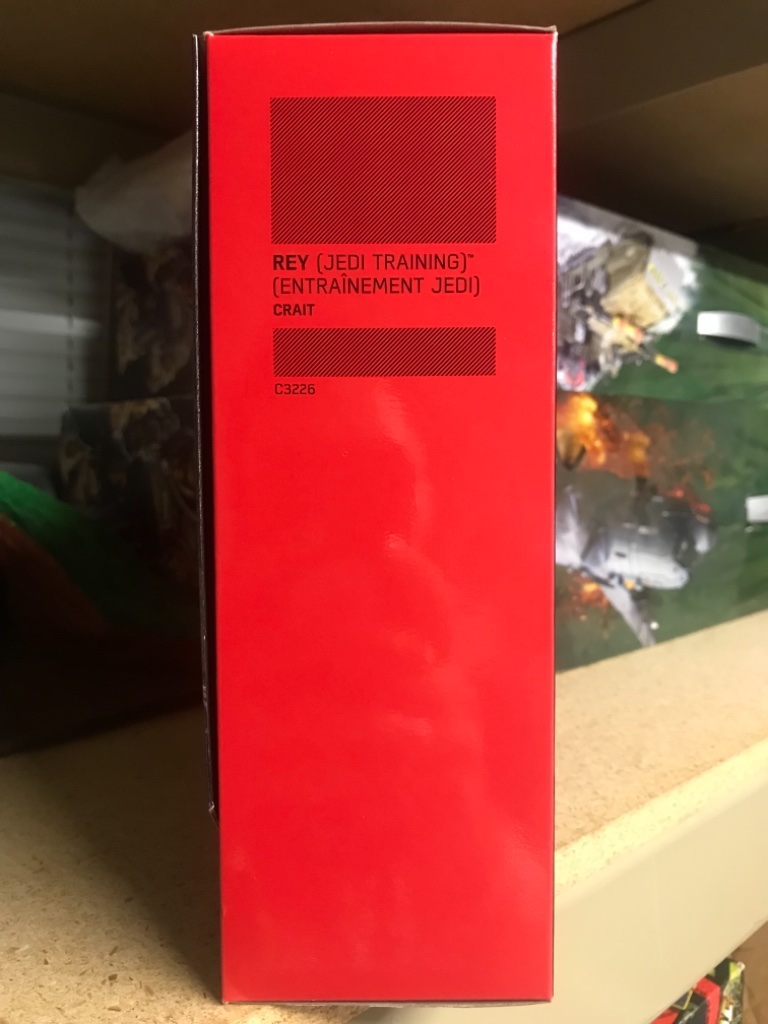 REY (JEDI TRAINING)™
(ENTRAÎNEMENT JEDI)
CRAIT
C3226